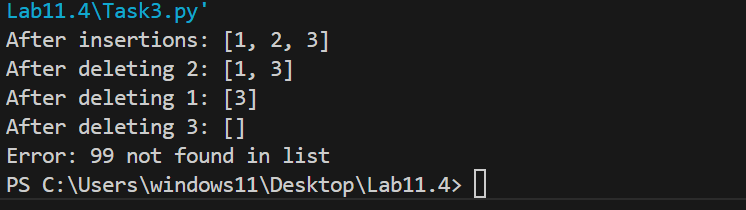 Lab11.4\Task3.py'
After insertions: [1, 2, 3]
After deleting 2: [1, 3]
After deleting 1: [3]
After deleting 3: []
Error: 99 not found in list
PS C:\Users\windows11\Desktop\Lab11.4>